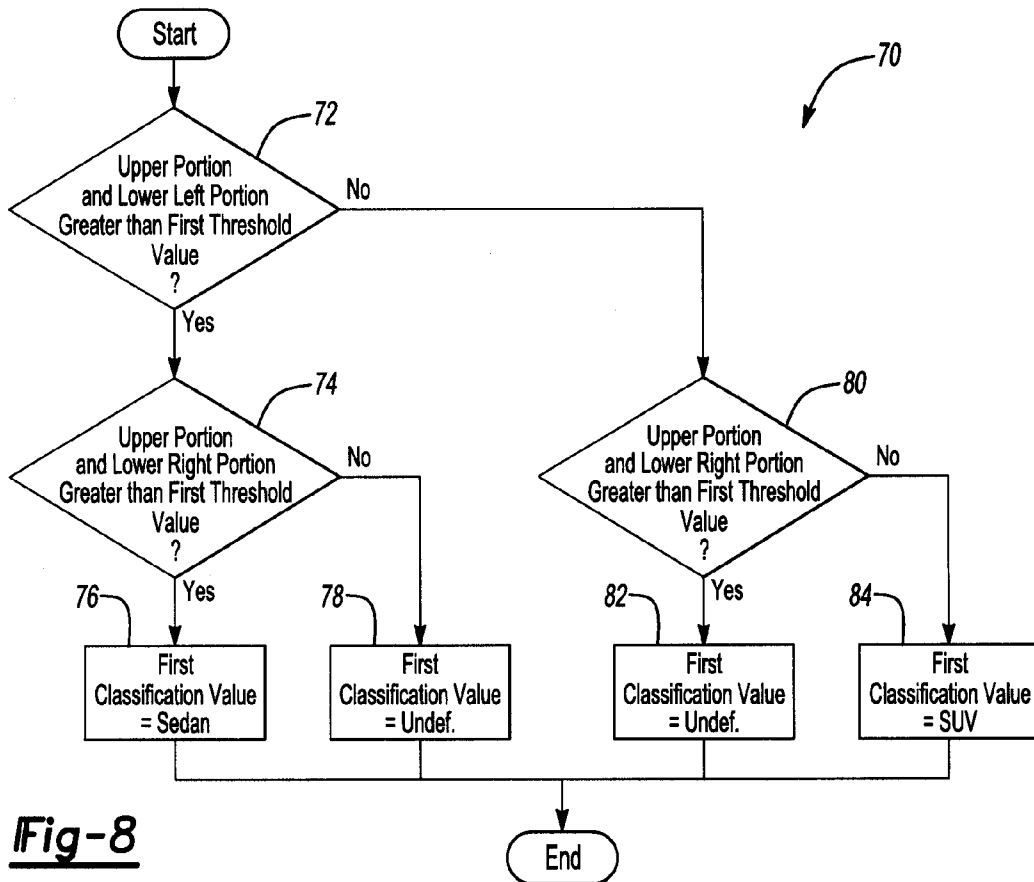 Start
70
72
Upper Portion
and Lower Left Portion
Greater than First Threshold
Value
?
No
Yes
74
Upper Portion
and Lower Right Portion
Greater than First Threshold
Value
?
No
Yes
80
Upper Portion
and Lower Right Portion
Greater than First Threshold
Value
?
No
Yes
76
First
Classification Value
= Sedan
78
First
Classification Value
= Undef.
82
First
Classification Value
= Undef.
84
First
Classification Value
= SUV
End
Fig-8